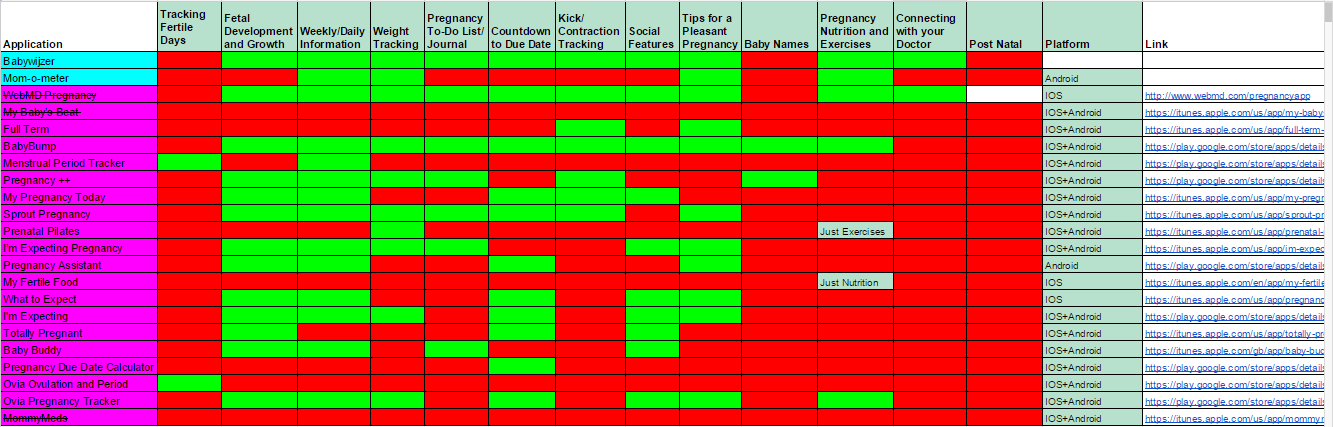 Application Tracking Fertile Days Fetal Development and Growth Weekly/Daily Information Weight Tracking Pregnancy To-Do List/ Journal Countdown to Due Date Kick/ Contraction Tracking Social Features Tips for a Pleasant Pregnancy Baby Names Pregnancy Nutrition and Exercises Connecting with your Doctor Post Natal Platform Link
Babywijzer
Mom-o-meter Android
WebMD Pregnancy IOS http://www.webmd.com/pregnancyapp
My Baby's Beat IOS+Android https://itunes.apple.com/us/app/my-baby-
Full Term IOS+Android https://itunes.apple.com/us/app/full-term-
BabyBump IOS+Android https://play.google.com/store/apps/details
Menstrual Period Tracker IOS+Android https://play.google.com/store/apps/details
Pregnancy ++ IOS+Android https://play.google.com/store/apps/details
My Pregnancy Today IOS+Android https://itunes.apple.com/us/app/my-pregn
Sprout Pregnancy IOS+Android https://itunes.apple.com/us/app/sprout-pr
Prenatal Pilates Just Exercises IOS+Android https://itunes.apple.com/us/app/prenatal-
I'm Expecting Pregnancy IOS+Android https://itunes.apple.com/us/app/im-expec
Pregnancy Assistant Android https://play.google.com/store/apps/details
My Fertile Food Just Nutrition IOS https://itunes.apple.com/en/app/my-fertile
What to Expect IOS https://itunes.apple.com/us/app/pregnanc
I'm Expecting IOS+Android https://play.google.com/store/apps/details
Totally Pregnant IOS+Android https://itunes.apple.com/us/app/totally-pr
Baby Buddy IOS+Android https://itunes.apple.com/gb/app/baby-bud
Pregnancy Due Date Calculator IOS+Android https://play.google.com/store/apps/details
Ovia Ovulation and Period IOS+Android https://play.google.com/store/apps/details
Ovia Pregnancy Tracker IOS+Android https://play.google.com/store/apps/details
MommyMeds IOS+Android https://itunes.apple.com/us/app/mommyr